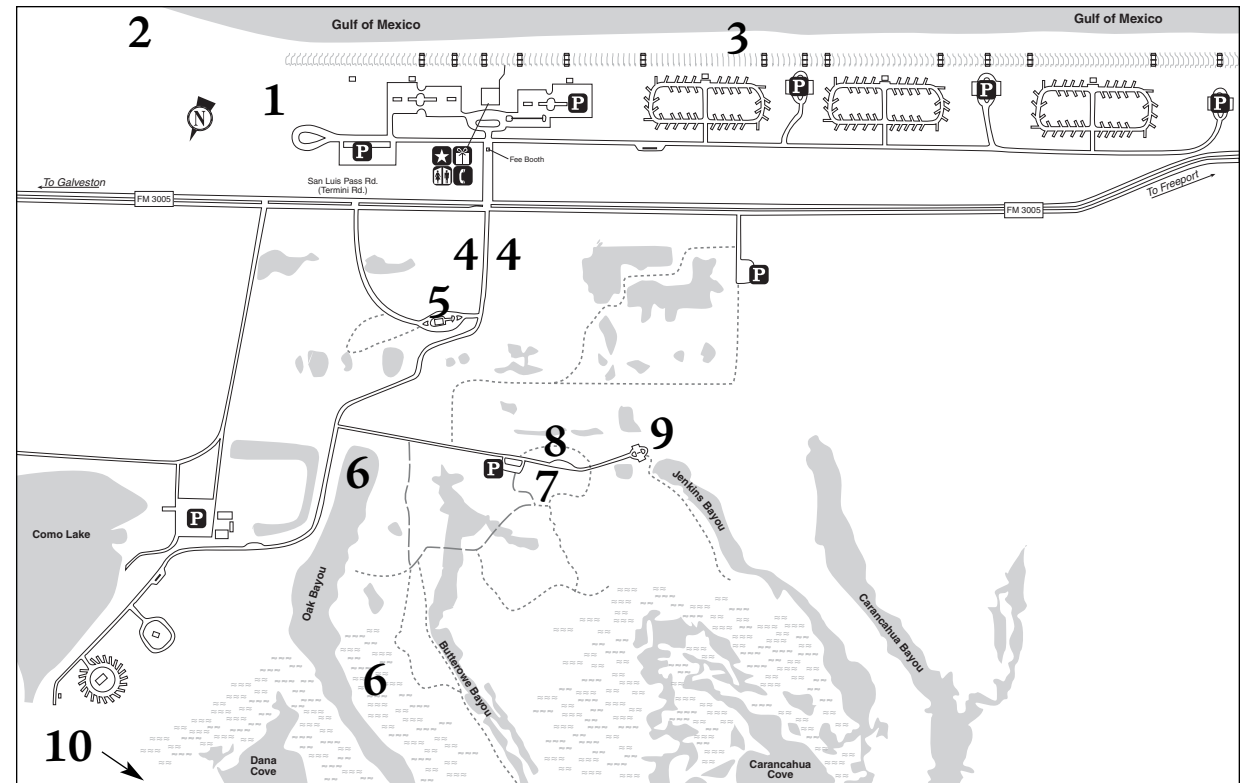 Gulf of Mexico
Gulf of Mexico
2
3
1
N
P
P
P
P
P
Fee Booth
San Luis Pass Rd.
(Termini Rd.)
To Galveston
FM 3005
FM 3005
To Freeport
4
4
P
5
8
9
6
P
7
Jenkins Bayou
Como Lake
P
Oak Bayou
Carancahua Bayou
Butterowe Bayou
6
10
Dana
Cove
Carancahua
Cove